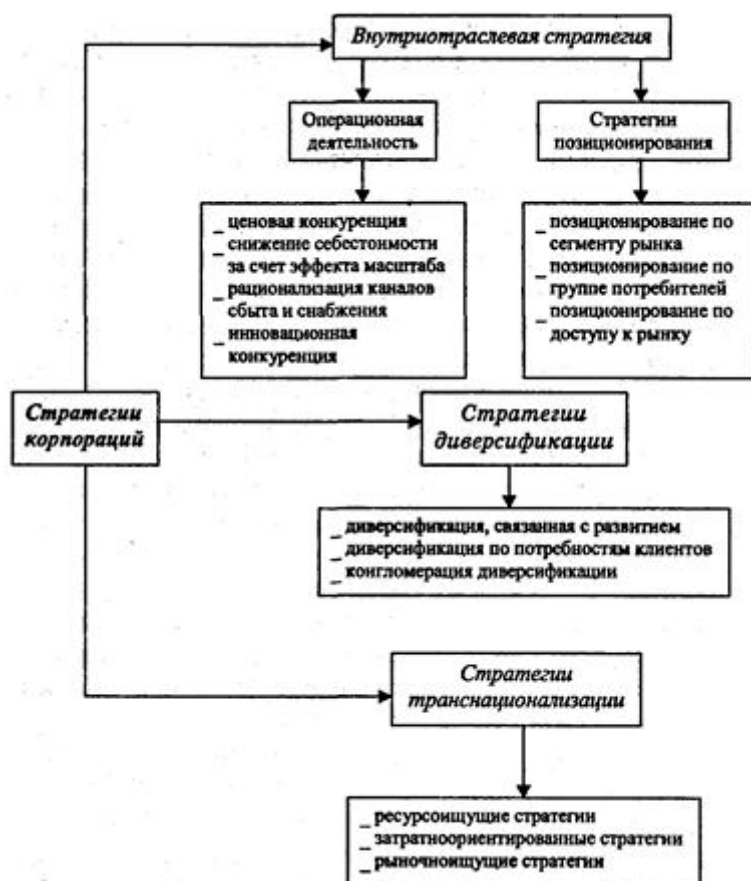 Внутриотраслевая стратегия
Операционная
деятельность
Стратегии
позиционирования
_ ценовая конкуренция
_ снижение себестоимости
за счет эффекта масштаба
_ рационализация каналов
сбыта и снабжения
_ инновационная
конкуренция
_ позиционирование по
сегменту рынка
_ позиционирование по
группе потребителей
_ позиционирование по
доступу к рынку
Стратегии
корпораций
Стратегии
диверсификации
_ диверсификация, связанная с развитием
_ диверсификация по потребностям клиентов
_ конгломерация диверсификации
Стратегии
транснационализации
_ ресурсоищущие стратегии
_ затратноориентированные стратегии
_ рыночноищущие стратегии